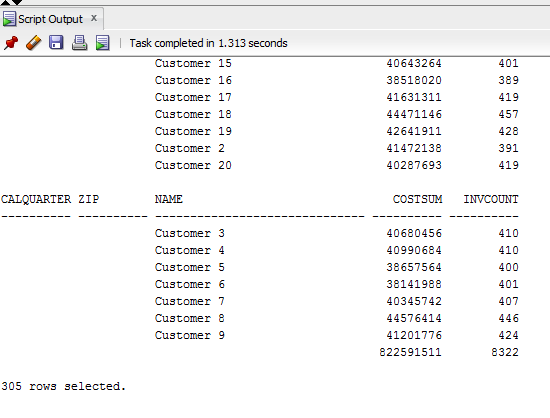 Script Output x
Task completed in 1.313 seconds
Customer 15 40643264 401
Customer 16 38518020 389
Customer 17 41631311 419
Customer 18 44471146 457
Customer 19 42641911 428
Customer 2 41472138 391
Customer 20 40287693 419
CALQUARTER ZIP NAME COSTSUM INVCOUNT
---------- ---------- ------------------------------ ---------- ----------
Customer 3 40680456 410
Customer 4 40990684 410
Customer 5 38657564 400
Customer 6 38141988 401
Customer 7 40345742 407
Customer 8 44576414 446
Customer 9 41201776 424
822591511 8322
305 rows selected.